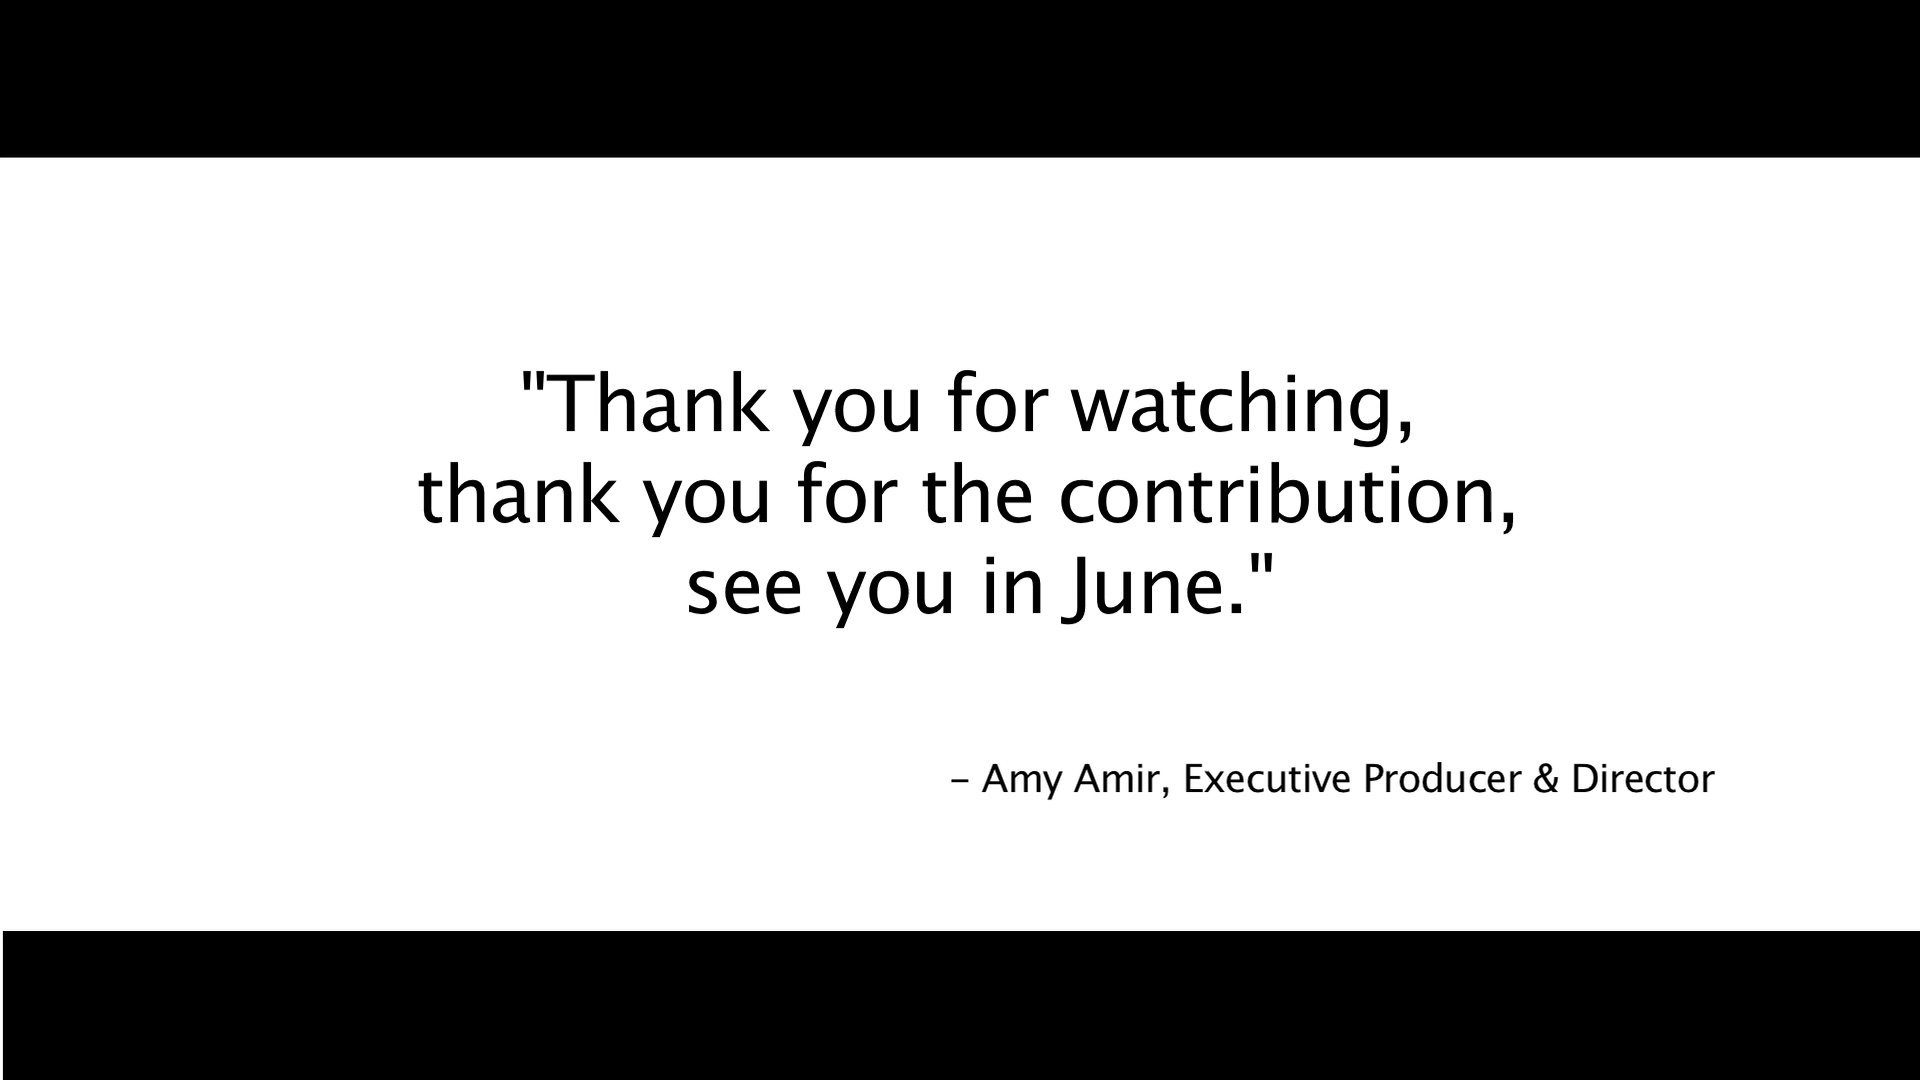 "Thank you for watching,
thank you for the contribution,
see you in June."
– Amy Amir, Executive Producer & Director